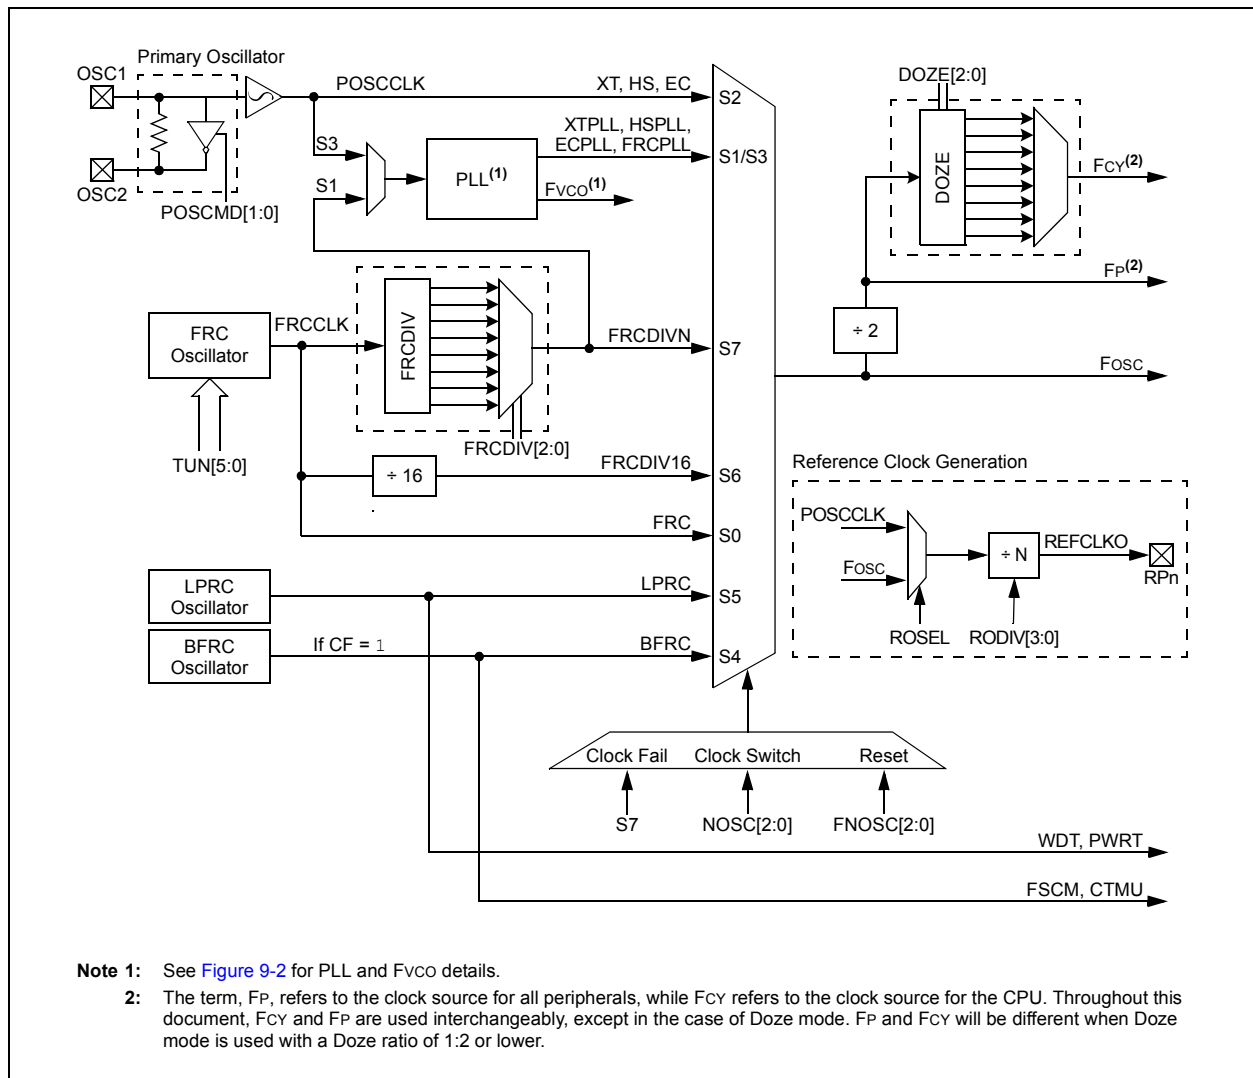 Primary Oscillator
OSC1
OSC2
POSCMD[1:0]
POSCCLK
XT, HS, EC
S2
S3
S1
PLL(1)
XTPLL, HSPLL,
ECPLL, FRCPLL
S1/S3
FVCO(1)
DOZE[2:0]
DOZE
FCY(2)
FP(2)
÷ 2
FOSC
FRC
Oscillator
TUN[5:0]
FRCCLK
FRCDIV
FRCDIV[2:0]
FRCDIVN
S7
÷ 16
FRCDIV16
S6
FRC
S0
LPRC
Oscillator
LPRC
S5
BFRC
Oscillator
If CF = 1
BFRC
S4
Reference Clock Generation
POSCCLK
FOSC
ROSEL
÷ N
RODIV[3:0]
REFCLKO
RPn
Clock Fail
Clock Switch
Reset
S7
NOSC[2:0]
FNOSC[2:0]
WDT, PWRT
FSCM, CTMU
Note 1: See Figure 9-2 for PLL and FVCO details.
2: The term, FP, refers to the clock source for all peripherals, while FCY refers to the clock source for the CPU. Throughout this
document, FCY and FP are used interchangeably, except in the case of Doze mode. FP and FCY will be different when Doze
mode is used with a Doze ratio of 1:2 or lower.